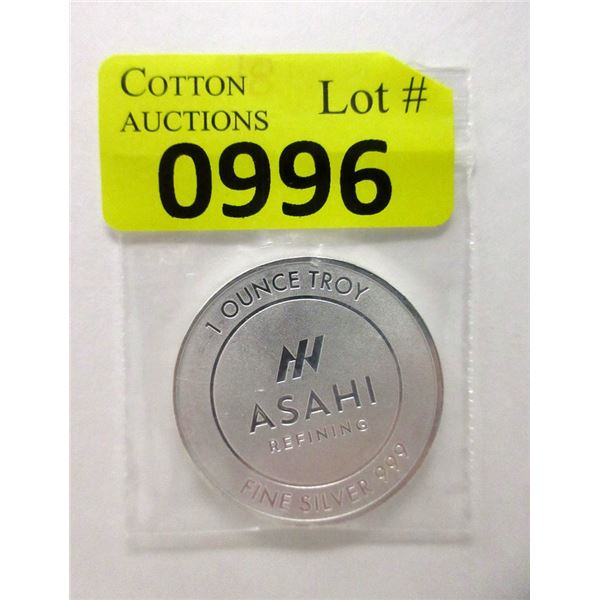 COTTON
AUCTIONS
Lot #
0996
1 OUNCE TROY
ASAHI
REFINING
FINE SILVER 999